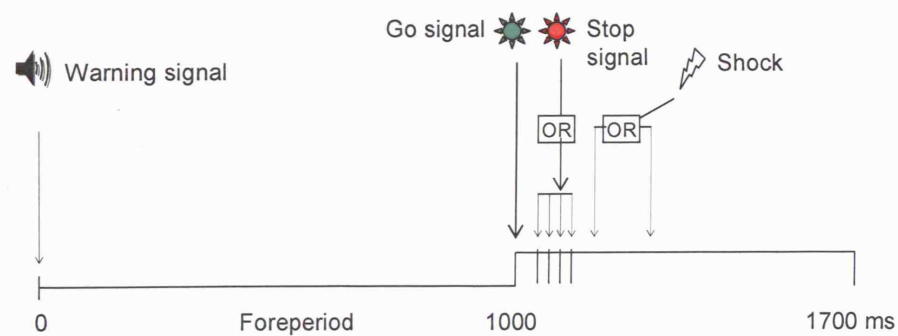 Go signal
Stop
signal
Warning signal
Shock
OR
OR
0
Foreperiod
1000
1700 ms